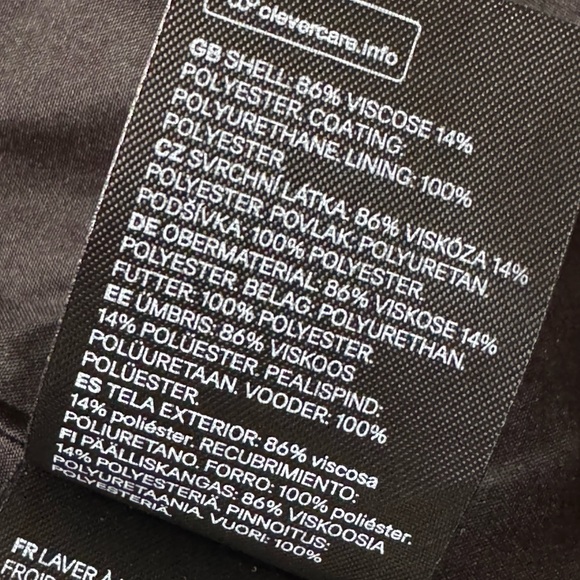 clevercare.info
GB SHELL: 86% VISCOSE 14%
POLYESTER. COATING:
POLYURETHANE. LINING: 100%
POLYESTER
CZ SVRCHNÍ LÁTKA: 86% VISKÓZA 14%
POLYESTER. POVLAK: POLYURETAN.
PODŠÍVKA: 100% POLYESTER.
DE OBERMATERIAL: 86% VISKOSE 14%
POLYESTER. BELAG: POLYURETHAN.
FUTTER: 100% POLYESTER.
EE ÜMBRIS: 86% VISKOOS
14% POLÜESTER. PEALISPIND:
POLÜURETAAN. VOODER: 100%
POLÜESTER.
ES TELA EXTERIOR: 86% viscosa
14% poliéster. RECUBRIMIENTO:
POLIURETANO. FORRO: 100% poliéster.
FI PÄÄLLISKANGAS: 86% VISKOOSIA
14% POLYESTERIÄ. PINNOITUS:
POLYURETAANIA. VUORI: 100%
POLYESTERIÄ.
FR LAVER À
FROID